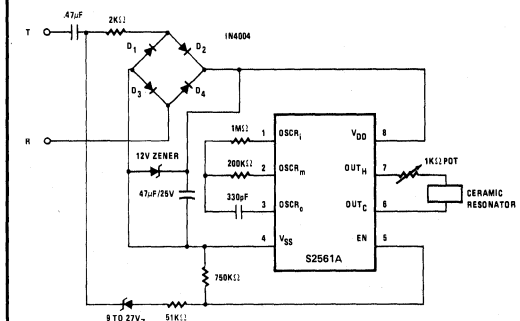 .47µF
2KΩ
IN4004
T
D1
D2
D3
D4
R
1MΩ
1
OSCRi
VDD
8
12V ZENER
200KΩ
2
OSCRm
OUTH
7
1KΩ POT
47µF/25V
330pF
3
OSCRo
OUTC
6
CERAMIC
RESONATOR
4
VSS
EN
5
S2561A
750KΩ
9 TO 27V
51KΩ